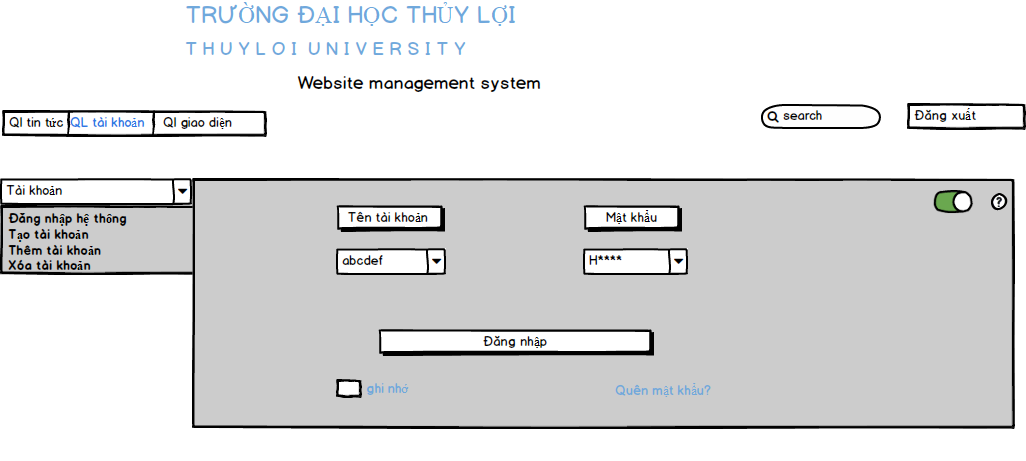 TRƯỜNG ĐẠI HỌC THỦY LỢI
THUYLOI UNIVERSITY
Website management system
Ql tin tức
QL tài khoản
Ql giao diện
search
Đăng xuất
Tài khoản
Đăng nhập hệ thông
Tạo tài khoản
Thêm tài khoản
Xóa tài khoản
?
Tên tài khoản
Mật khẩu
abcdef
H****
Đăng nhập
ghi nhớ
Quên mật khẩu?